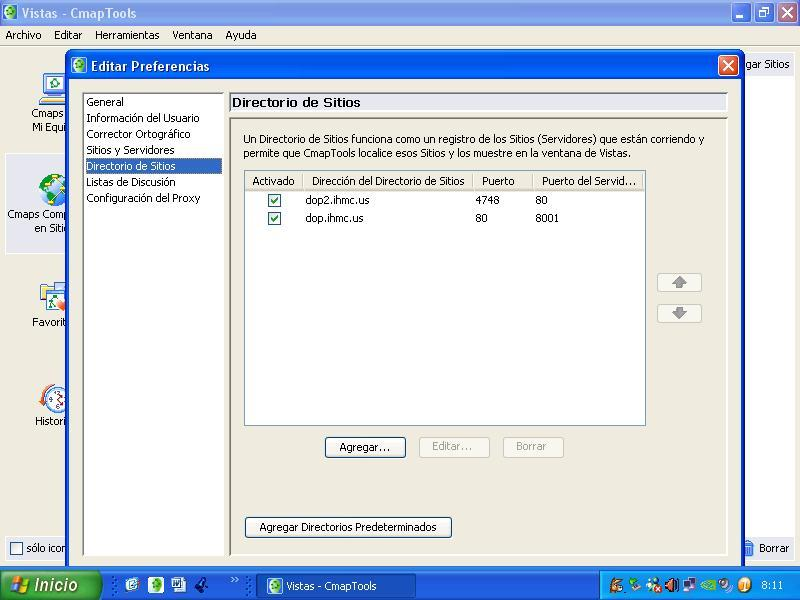 Vistas - CmapTools
Archivo Editar Herramientas Ventana Ayuda
gar Sitios
Editar Preferencias
Cmaps
Mi Equi
Cmaps Com
en Siti
Favorit
Histori
General
Información del Usuario
Corrector Ortográfico
Sitios y Servidores
Directorio de Sitios
Listas de Discusión
Configuración del Proxy
Directorio de Sitios
Un Directorio de Sitios funciona como un registro de los Sitios (Servidores) que están corriendo y
permite que CmapTools localice esos Sitios y los muestre en la ventana de Vistas.
Activado Dirección del Directorio de Sitios Puerto Puerto del Servid...
dop2.ihmc.us 4748 80
dop.ihmc.us 80 8001
Agregar... Editar... Borrar
Agregar Directorios Predeterminados
sólo icon
Borrar
Inicio
Vistas - CmapTools
8:11